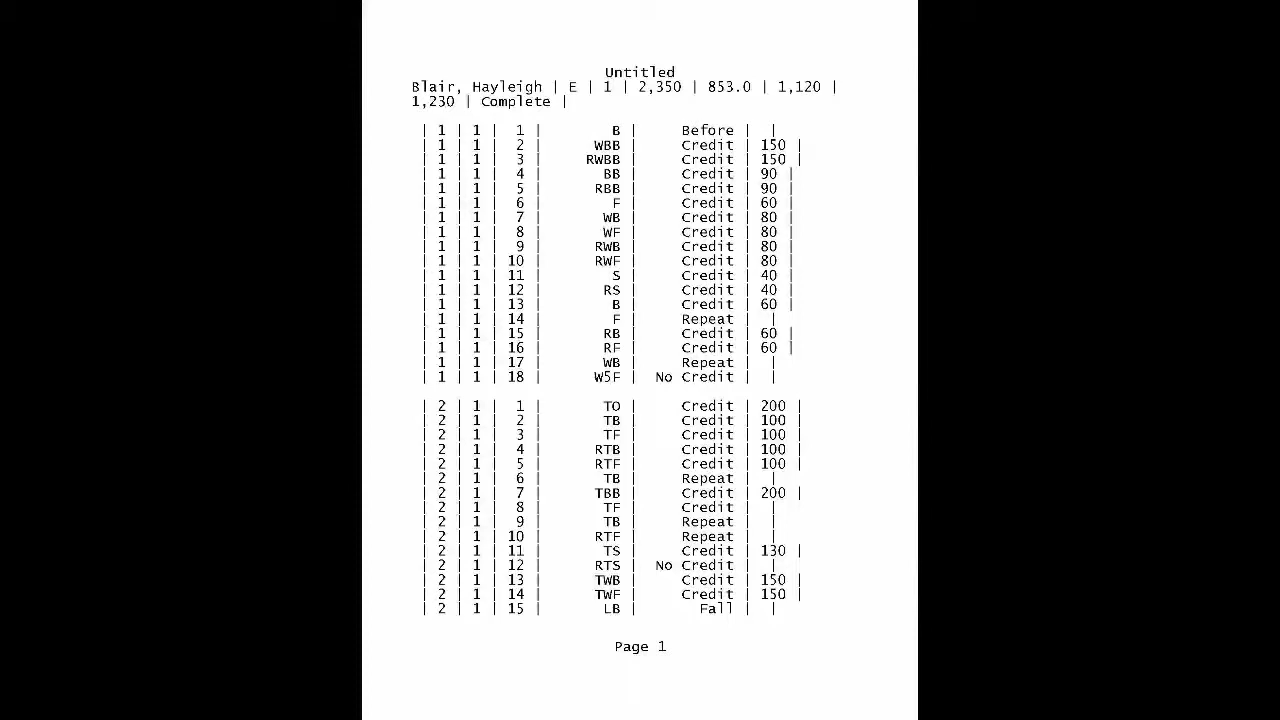 Untitled
Blair, Hayleigh | E | 1 | 2,350 | 853.0 | 1,120 |
1,230 | Complete |
| 1 | 1 | 1 | B | Before | |
| 1 | 1 | 2 | WBB | Credit | 150 |
| 1 | 1 | 3 | RWBB | Credit | 150 |
| 1 | 1 | 4 | BB | Credit | 90 |
| 1 | 1 | 5 | RBB | Credit | 90 |
| 1 | 1 | 6 | F | Credit | 60 |
| 1 | 1 | 7 | WB | Credit | 80 |
| 1 | 1 | 8 | WF | Credit | 80 |
| 1 | 1 | 9 | RWB | Credit | 80 |
| 1 | 1 | 10 | RWF | Credit | 80 |
| 1 | 1 | 11 | S | Credit | 40 |
| 1 | 1 | 12 | RS | Credit | 40 |
| 1 | 1 | 13 | B | Credit | 60 |
| 1 | 1 | 14 | F | Repeat | |
| 1 | 1 | 15 | RB | Credit | 60 |
| 1 | 1 | 16 | RF | Credit | 60 |
| 1 | 1 | 17 | WB | Repeat | |
| 1 | 1 | 18 | W5F | No Credit | |
| 2 | 1 | 1 | TO | Credit | 200 |
| 2 | 1 | 2 | TB | Credit | 100 |
| 2 | 1 | 3 | TF | Credit | 100 |
| 2 | 1 | 4 | RTB | Credit | 100 |
| 2 | 1 | 5 | RTF | Credit | 100 |
| 2 | 1 | 6 | TB | Repeat | |
| 2 | 1 | 7 | TBB | Credit | 200 |
| 2 | 1 | 8 | TF | Credit | |
| 2 | 1 | 9 | TB | Repeat | |
| 2 | 1 | 10 | RTF | Repeat | |
| 2 | 1 | 11 | TS | Credit | 130 |
| 2 | 1 | 12 | RTS | No Credit | |
| 2 | 1 | 13 | TWB | Credit | 150 |
| 2 | 1 | 14 | TWF | Credit | 150 |
| 2 | 1 | 15 | LB | Fall | |
Page 1